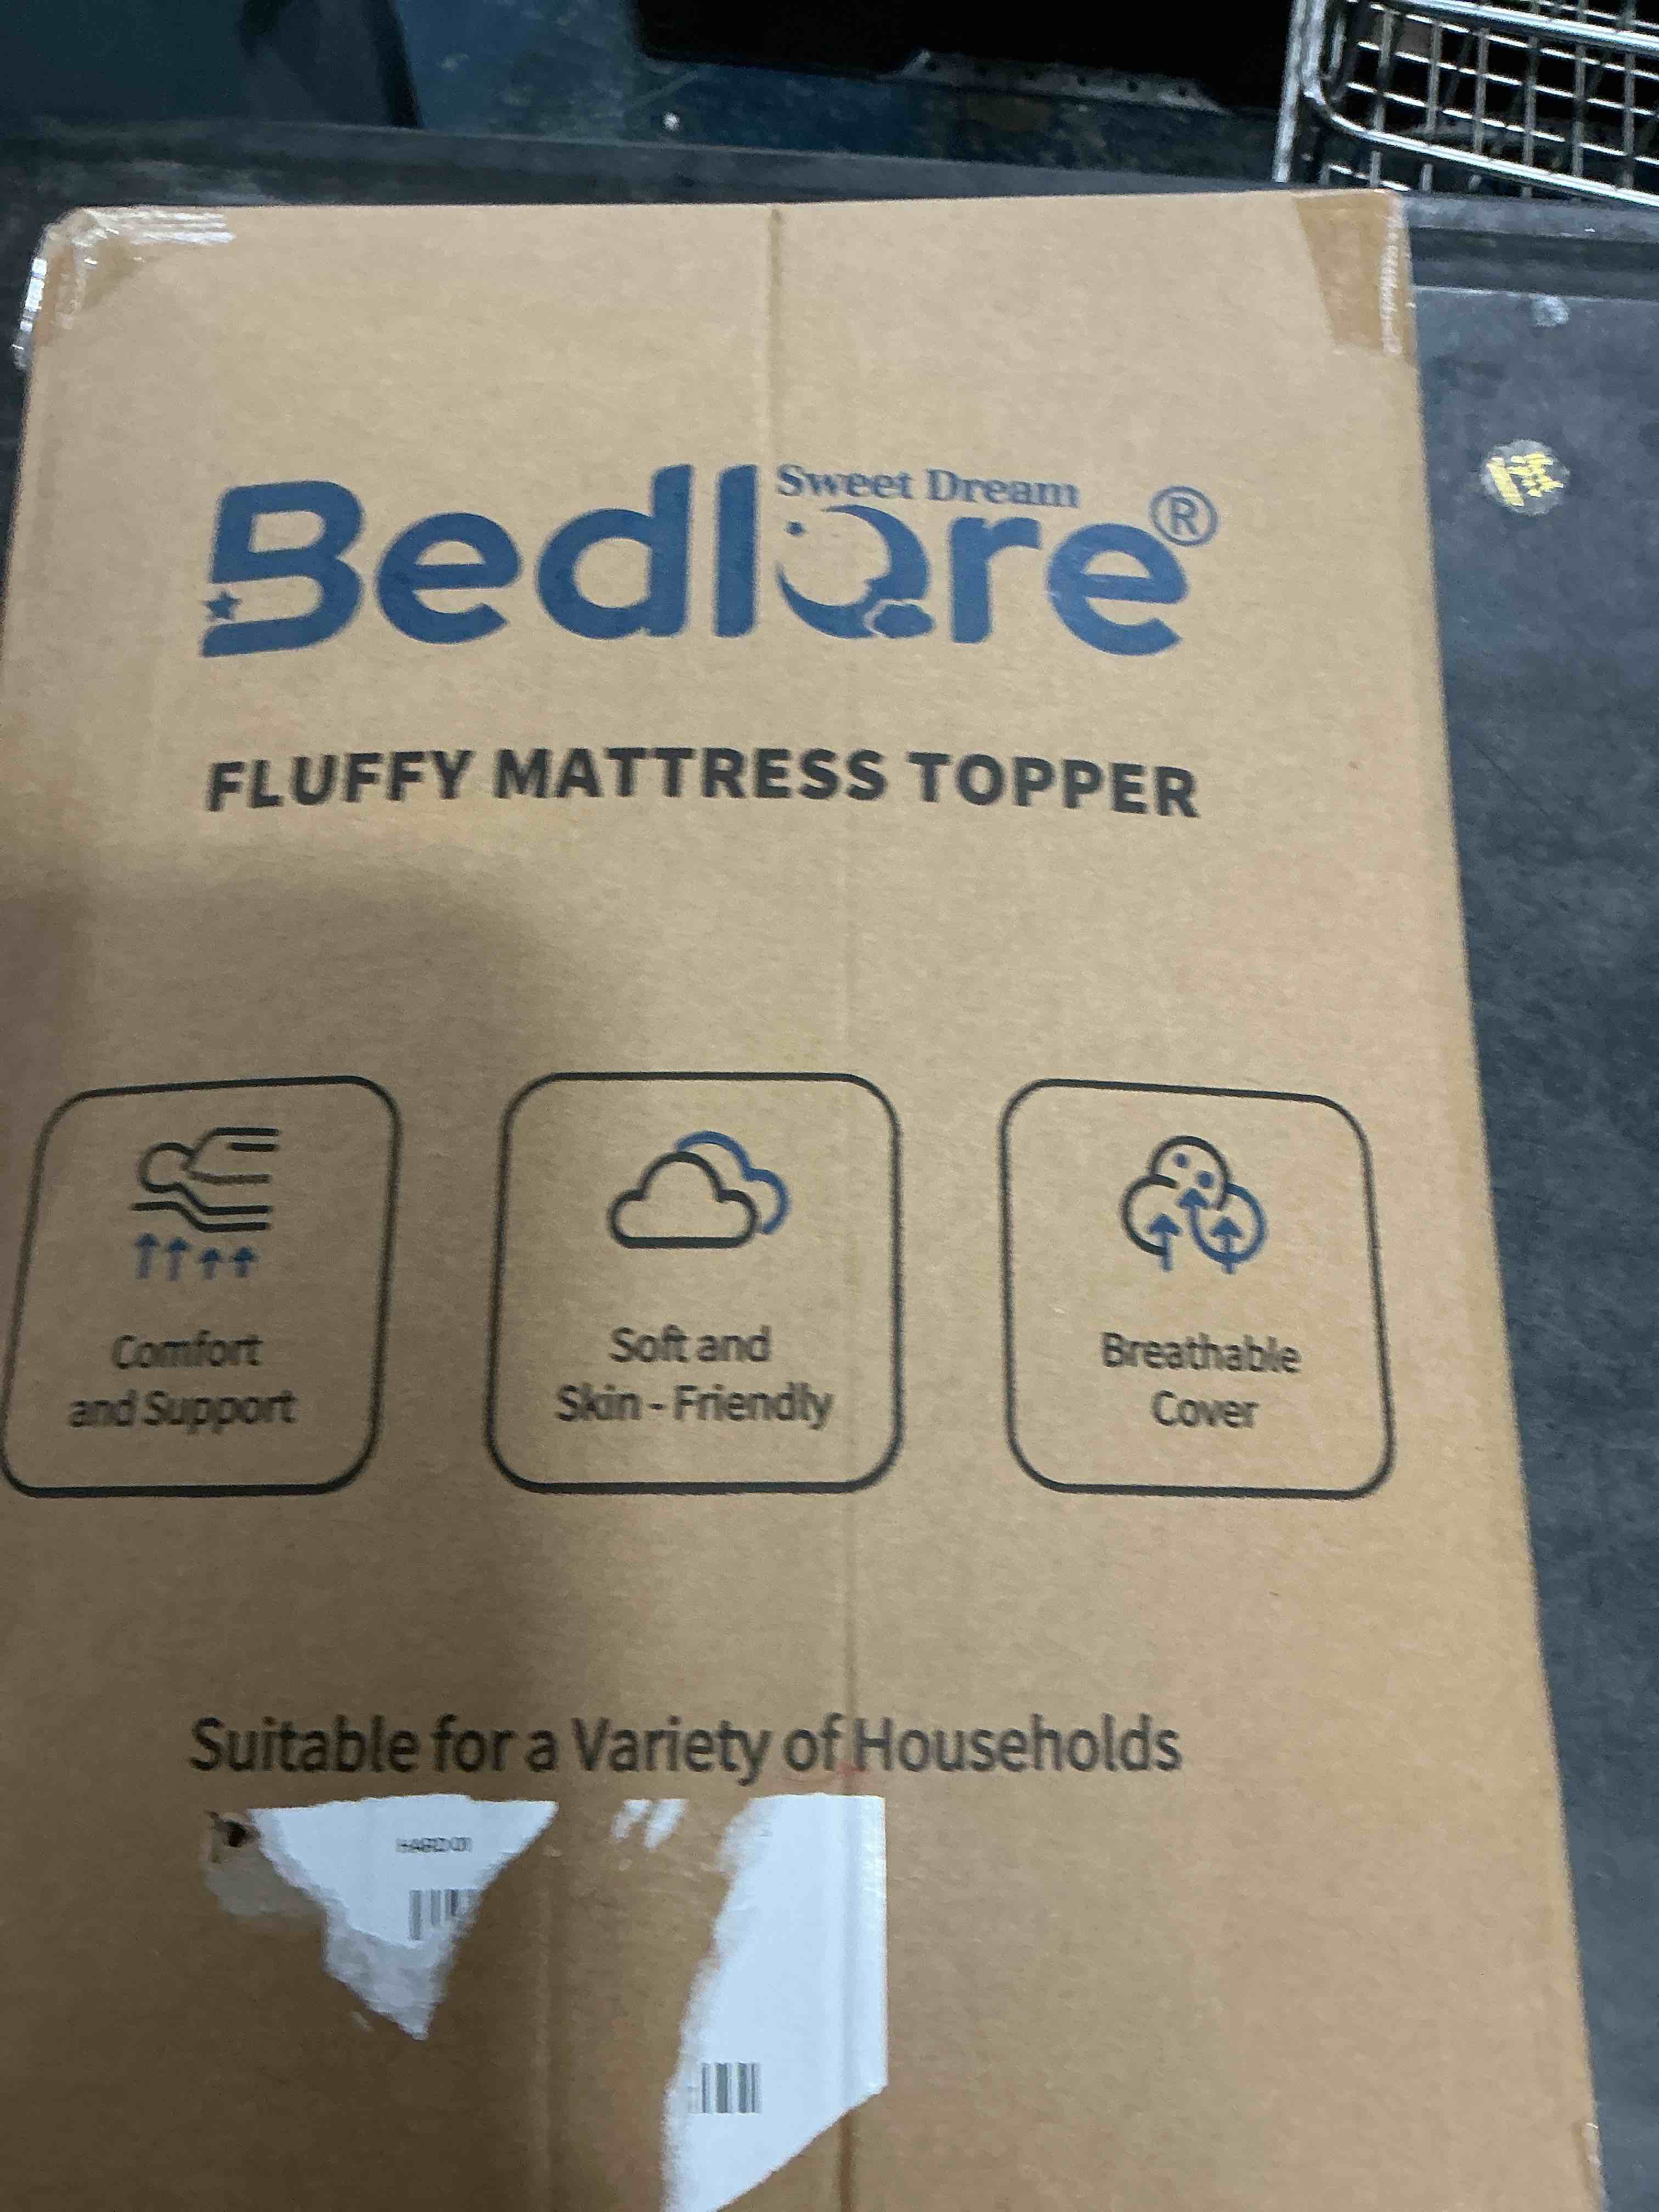 Sweet Dream
Bedlore®
FLUFFY MATTRESS TOPPER
Comfort
and Support
Soft and
Skin - Friendly
Breathable
Cover
Suitable for a Variety of Households